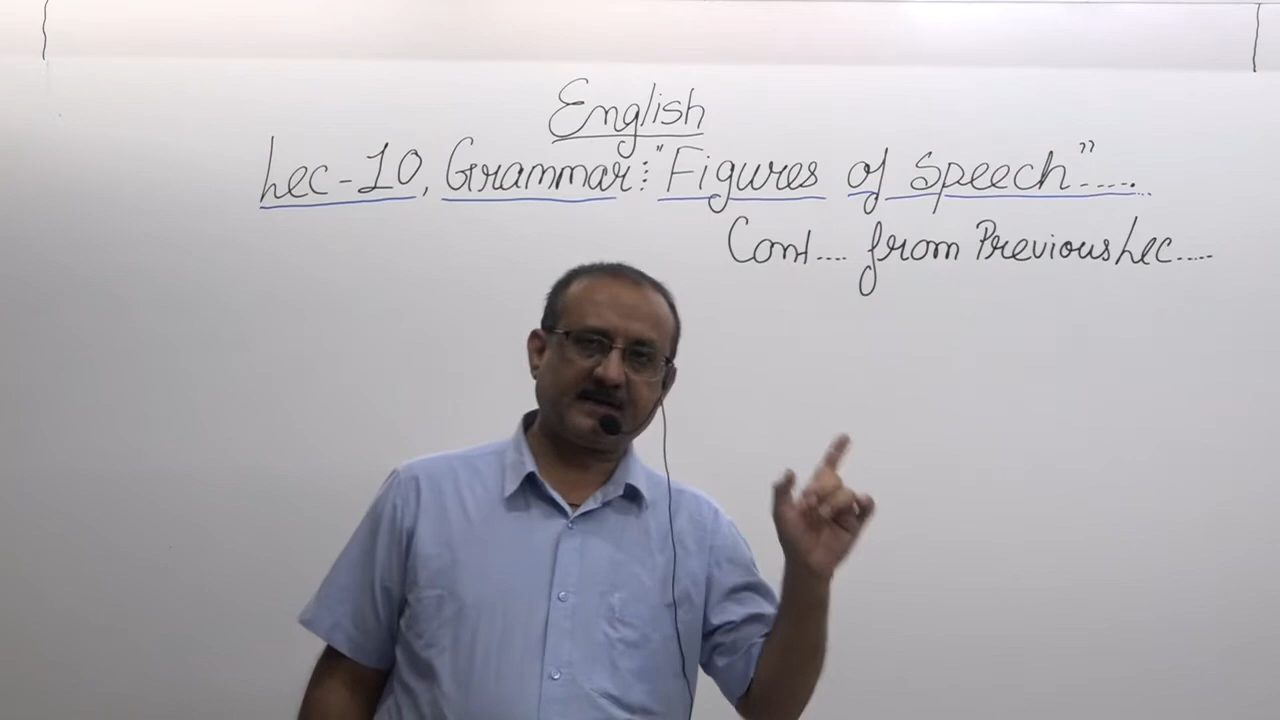 English
Lec-10, Grammar: "Figures of Speech".....
Cont.... from Previous Lec.....